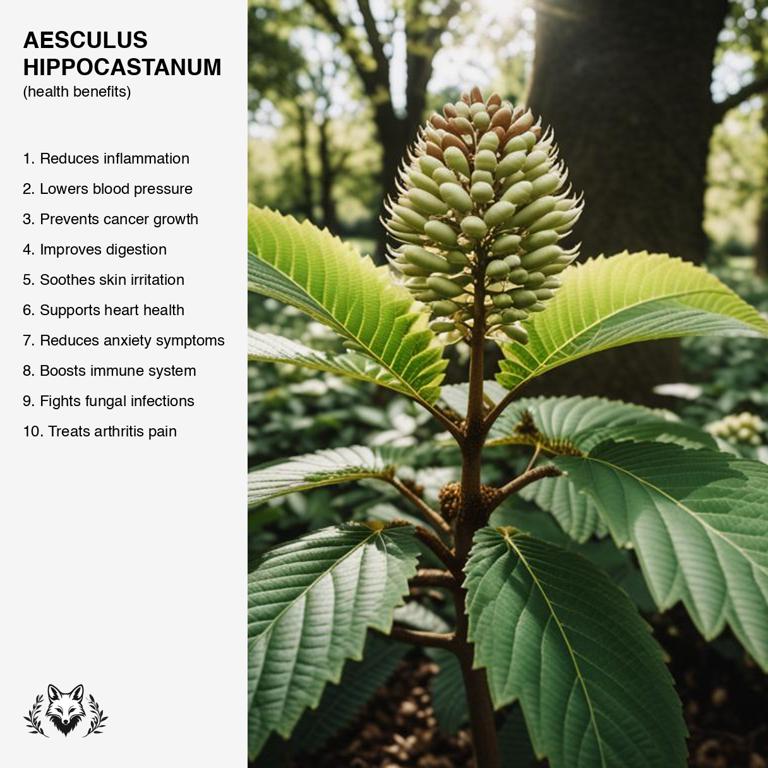 AESCULUS
HIPPOCASTANUM
(health benefits)
1. Reduces inflammation
2. Lowers blood pressure
3. Prevents cancer growth
4. Improves digestion
5. Soothes skin irritation
6. Supports heart health
7. Reduces anxiety symptoms
8. Boosts immune system
9. Fights fungal infections
10. Treats arthritis pain